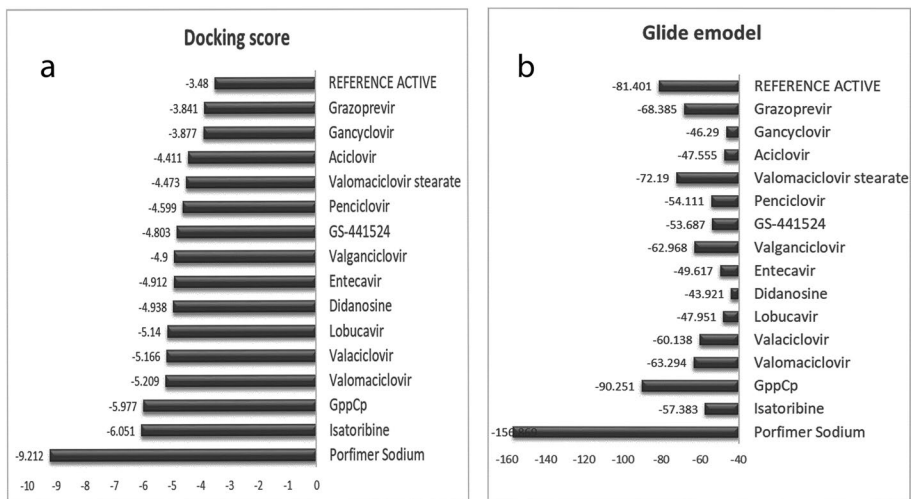 Docking score
a
-3.48 REFERENCE ACTIVE
-3.841 Grazoprevir
-3.877 Gancyclovir
-4.411 Aciclovir
-4.473 Valomaciclovir stearate
-4.599 Penciclovir
-4.803 GS-441524
-4.9 Valganciclovir
-4.912 Entecavir
-4.938 Didanosine
-5.14 Lobucavir
-5.166 Valaciclovir
-5.209 Valomaciclovir
-5.977 GppCp
-6.051 Isatoribine
-9.212 Porfimer Sodium
-10 -9 -8 -7 -6 -5 -4 -3 -2 -1 0
Glide emodel
b
-81.401 REFERENCE ACTIVE
-68.385 Grazoprevir
-46.29 Gancyclovir
-47.555 Aciclovir
-72.19 Valomaciclovir stearate
-54.111 Penciclovir
-53.687 GS-441524
-62.968 Valganciclovir
-49.617 Entecavir
-43.921 Didanosine
-47.951 Lobucavir
-60.138 Valaciclovir
-63.294 Valomaciclovir
-90.251 GppCp
-57.383 Isatoribine
Porfimer Sodium
-160 -140 -120 -100 -80 -60 -40